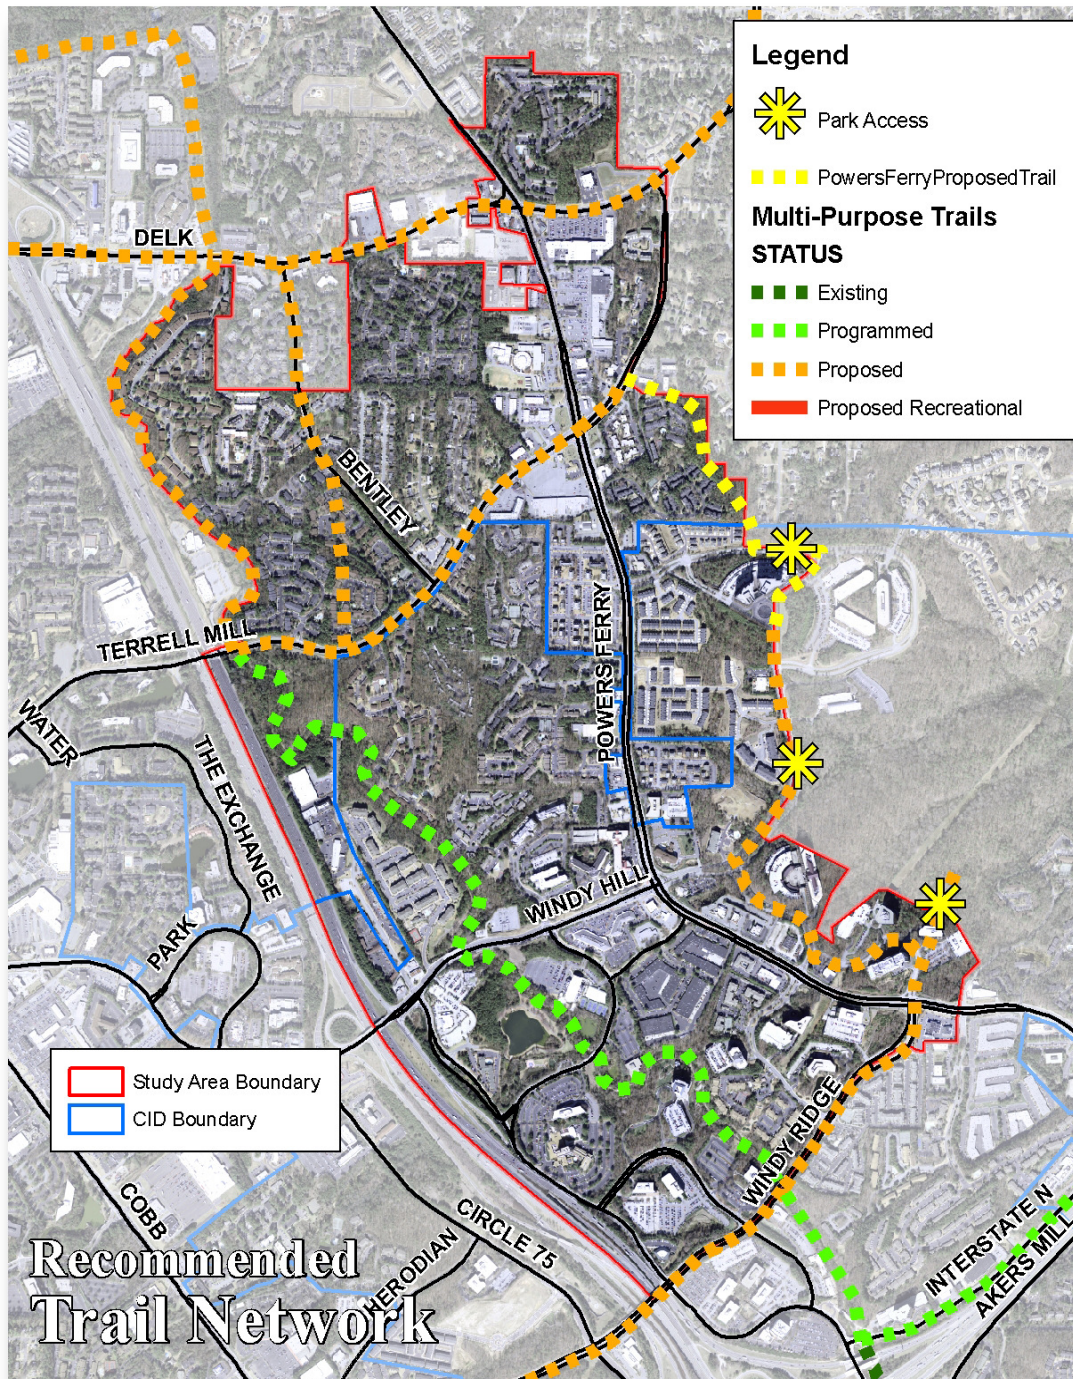 Legend
Park Access
PowersFerryProposedTrail
Multi-Purpose Trails
STATUS
Existing
Programmed
Proposed
Proposed Recreational
DELK
BENTLEY
TERRELL MILL
WATER
THE EXCHANGE
POWERS FERRY
PARK
WINDY HILL
Study Area Boundary
CID Boundary
WINDY RIDGE
COBB
CIRCLE 75
HERODIAN
INTERSTATE N
AKERS MILL
Recommended
Trail Network